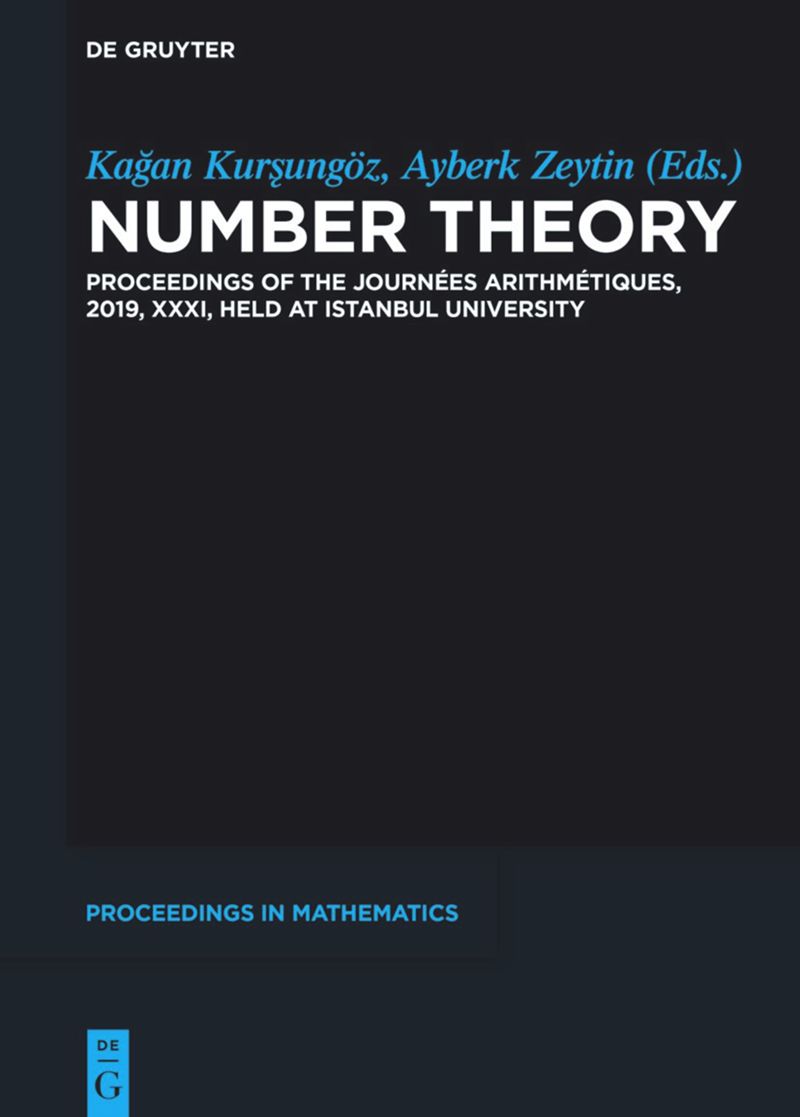 DE GRUYTER
Kağan Kurşungöz, Ayberk Zeytin (Eds.)
NUMBER THEORY
PROCEEDINGS OF THE JOURNÉES ARITHMÉTIQUES,
2019, XXXI, HELD AT ISTANBUL UNIVERSITY
PROCEEDINGS IN MATHEMATICS
DE
G